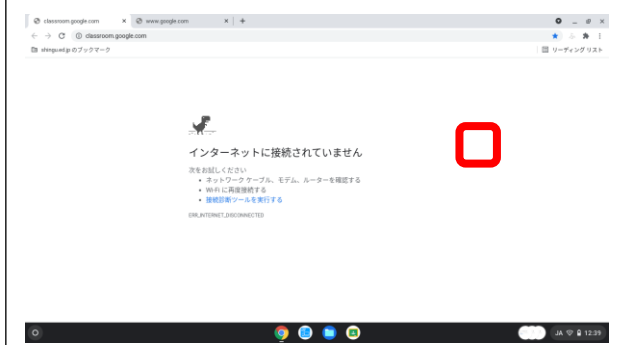 classroom.google.com
www.google.com
classroom.google.com
のブックマーク
リーディング リスト
インターネットに接続されていません
次をお試しください
ネットワーク ケーブル、モデム、ルーターを確認する
Wi-Fi に再度接続する
接続診断ツールを実行する
ERR_INTERNET_DISCONNECTED
JA
12:39